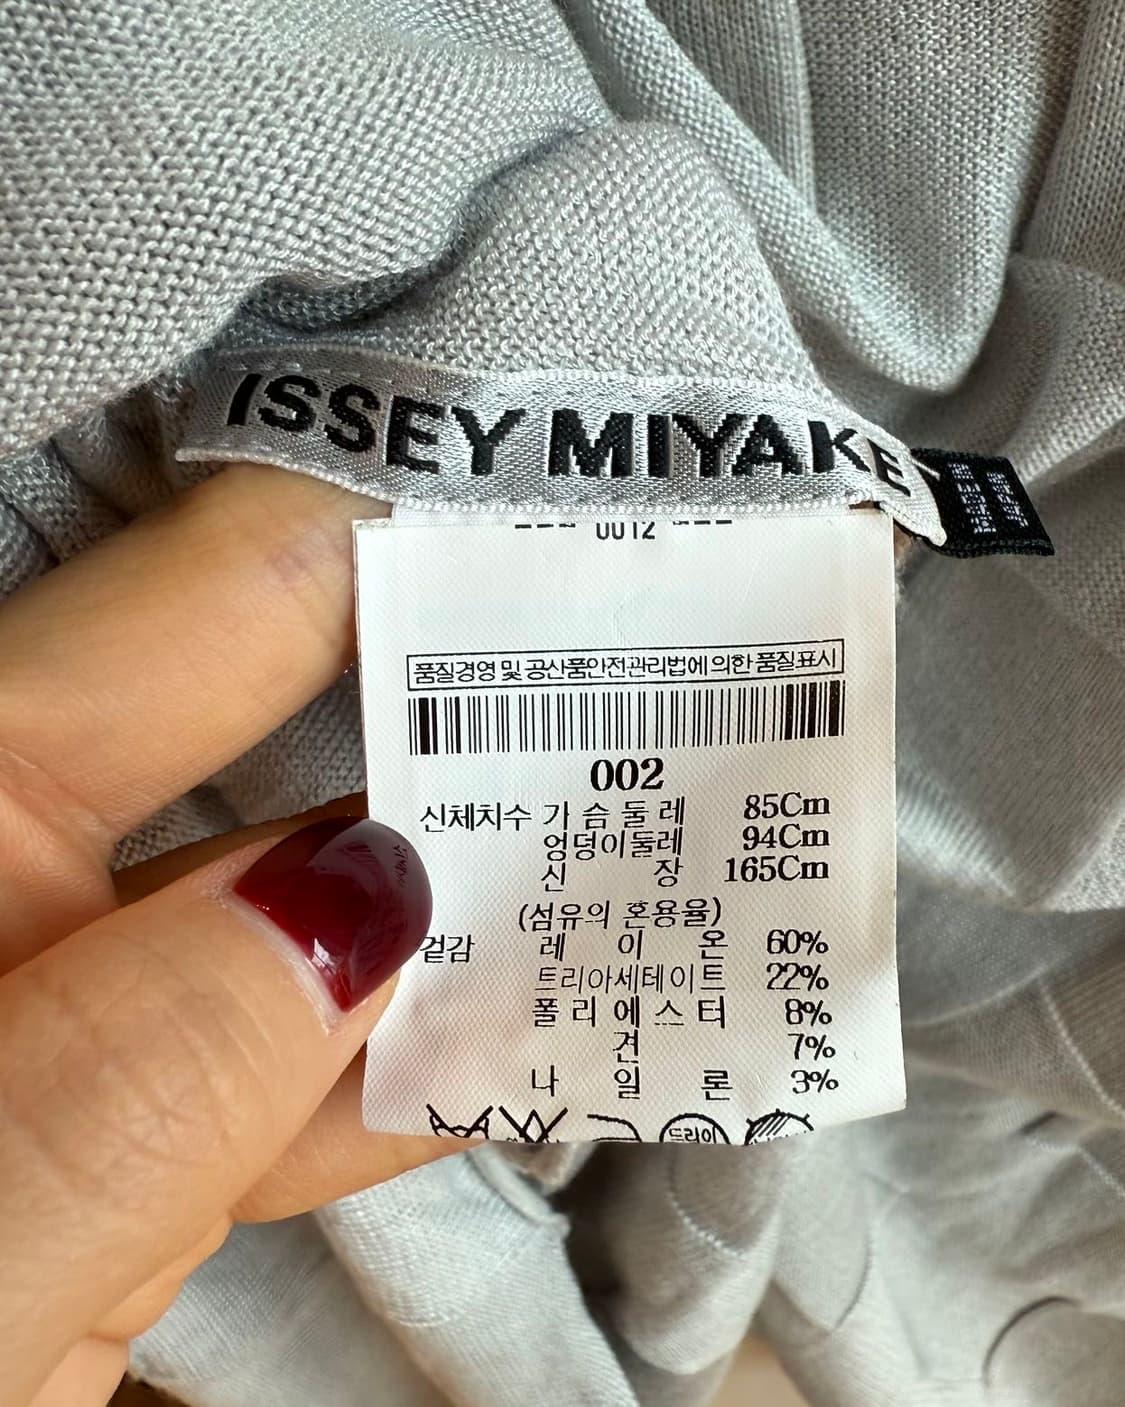 ISSEY MIYAKE
0012
품질경영 및 공산품안전관리법에의한 품질표시
002
신체치수 가슴둘레 85Cm
엉덩이둘레 94Cm
신장 165Cm
(섬유의 혼용율)
겉감 레이온 60%
트리아세테이트 22%
폴리에스터 8%
견 7%
나일론 3%
드라이